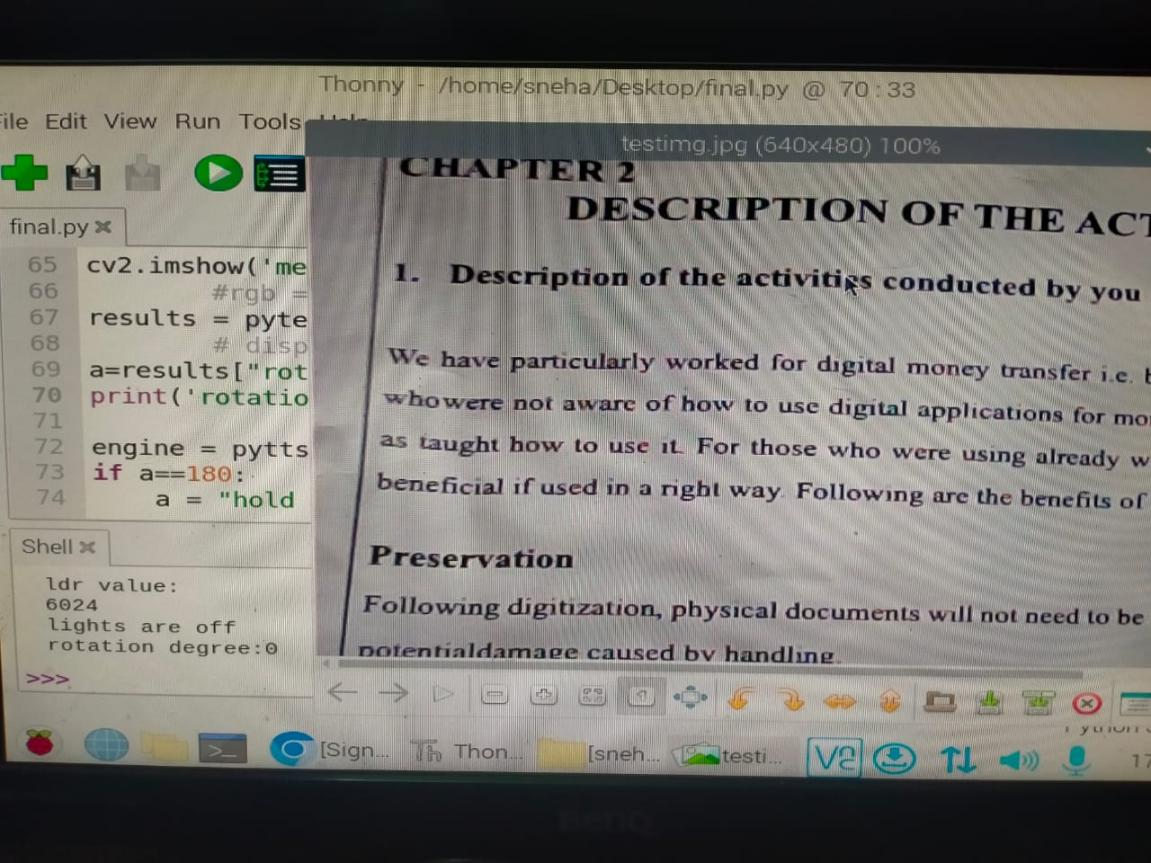 Thonny - /home/sneha/Desktop/final.py @ 70:33
File Edit View Run Tools Help
testimg.jpg (640x480) 100%
final.py
65 cv2.imshow('me
66 #rgb =
67 results = pyte
68 # disp
69 a=results["rot
70 print('rotatio
71
72 engine = pytts
73 if a==180:
74 a = "hold
Shell
ldr value:
6024
lights are off
rotation degree:0
>>>
CHAPTER 2
DESCRIPTION OF THE ACT
1. Description of the activities conducted by you
We have particularly worked for digital money transfer i.e.
whowere not aware of how to use digital applications for mo
as taught how to use it. For those who were using already w
beneficial if used in a right way. Following are the benefits of
Preservation
Following digitization, physical documents will not need to be
potentialdamage caused by handling.
[Sign... Thon... [sneh... testi... V2 17
BenQ